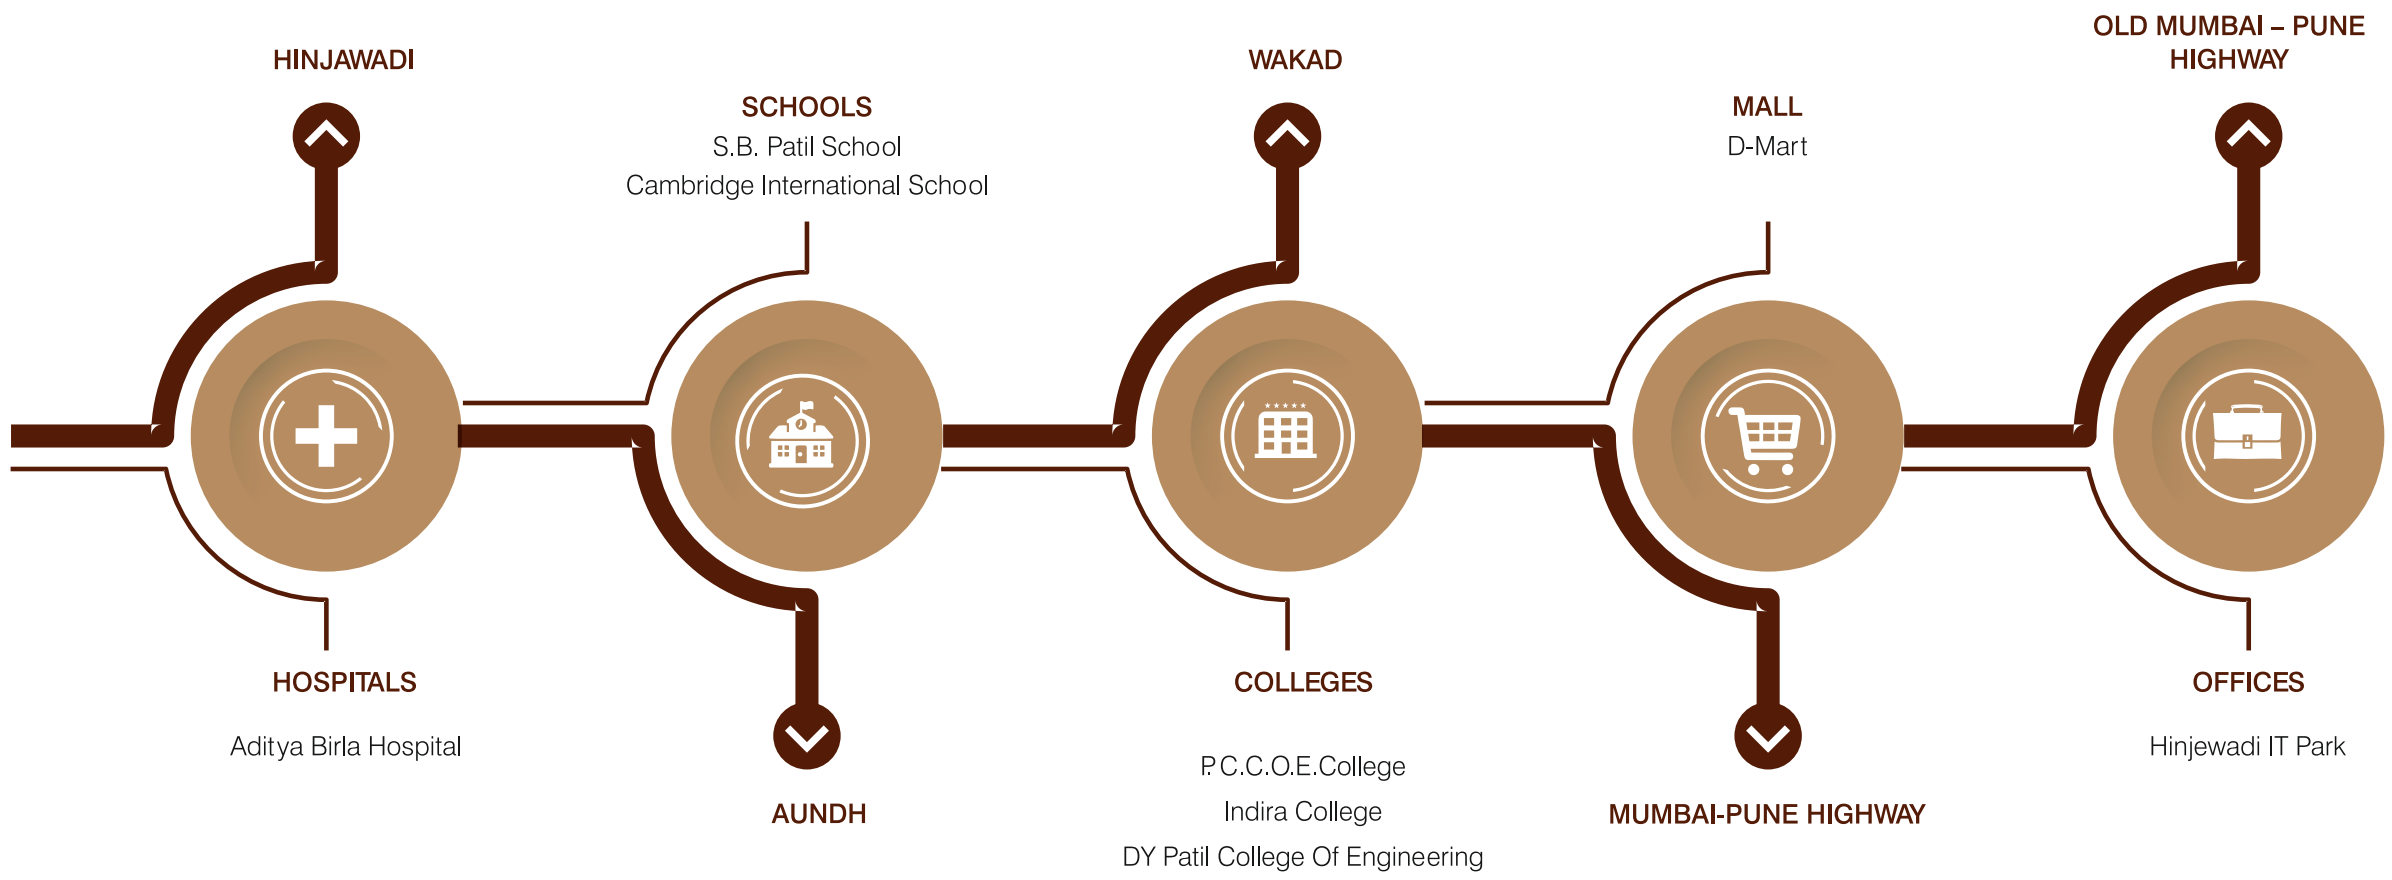 HINJAWADI
HOSPITALS
Aditya Birla Hospital
SCHOOLS
S.B. Patil School
Cambridge International School
AUNDH
WAKAD
COLLEGES
P.C.C.O.E.College
Indira College
DY Patil College Of Engineering
MALL
D-Mart
MUMBAI-PUNE HIGHWAY
OLD MUMBAI – PUNE
HIGHWAY
OFFICES
Hinjewadi IT Park